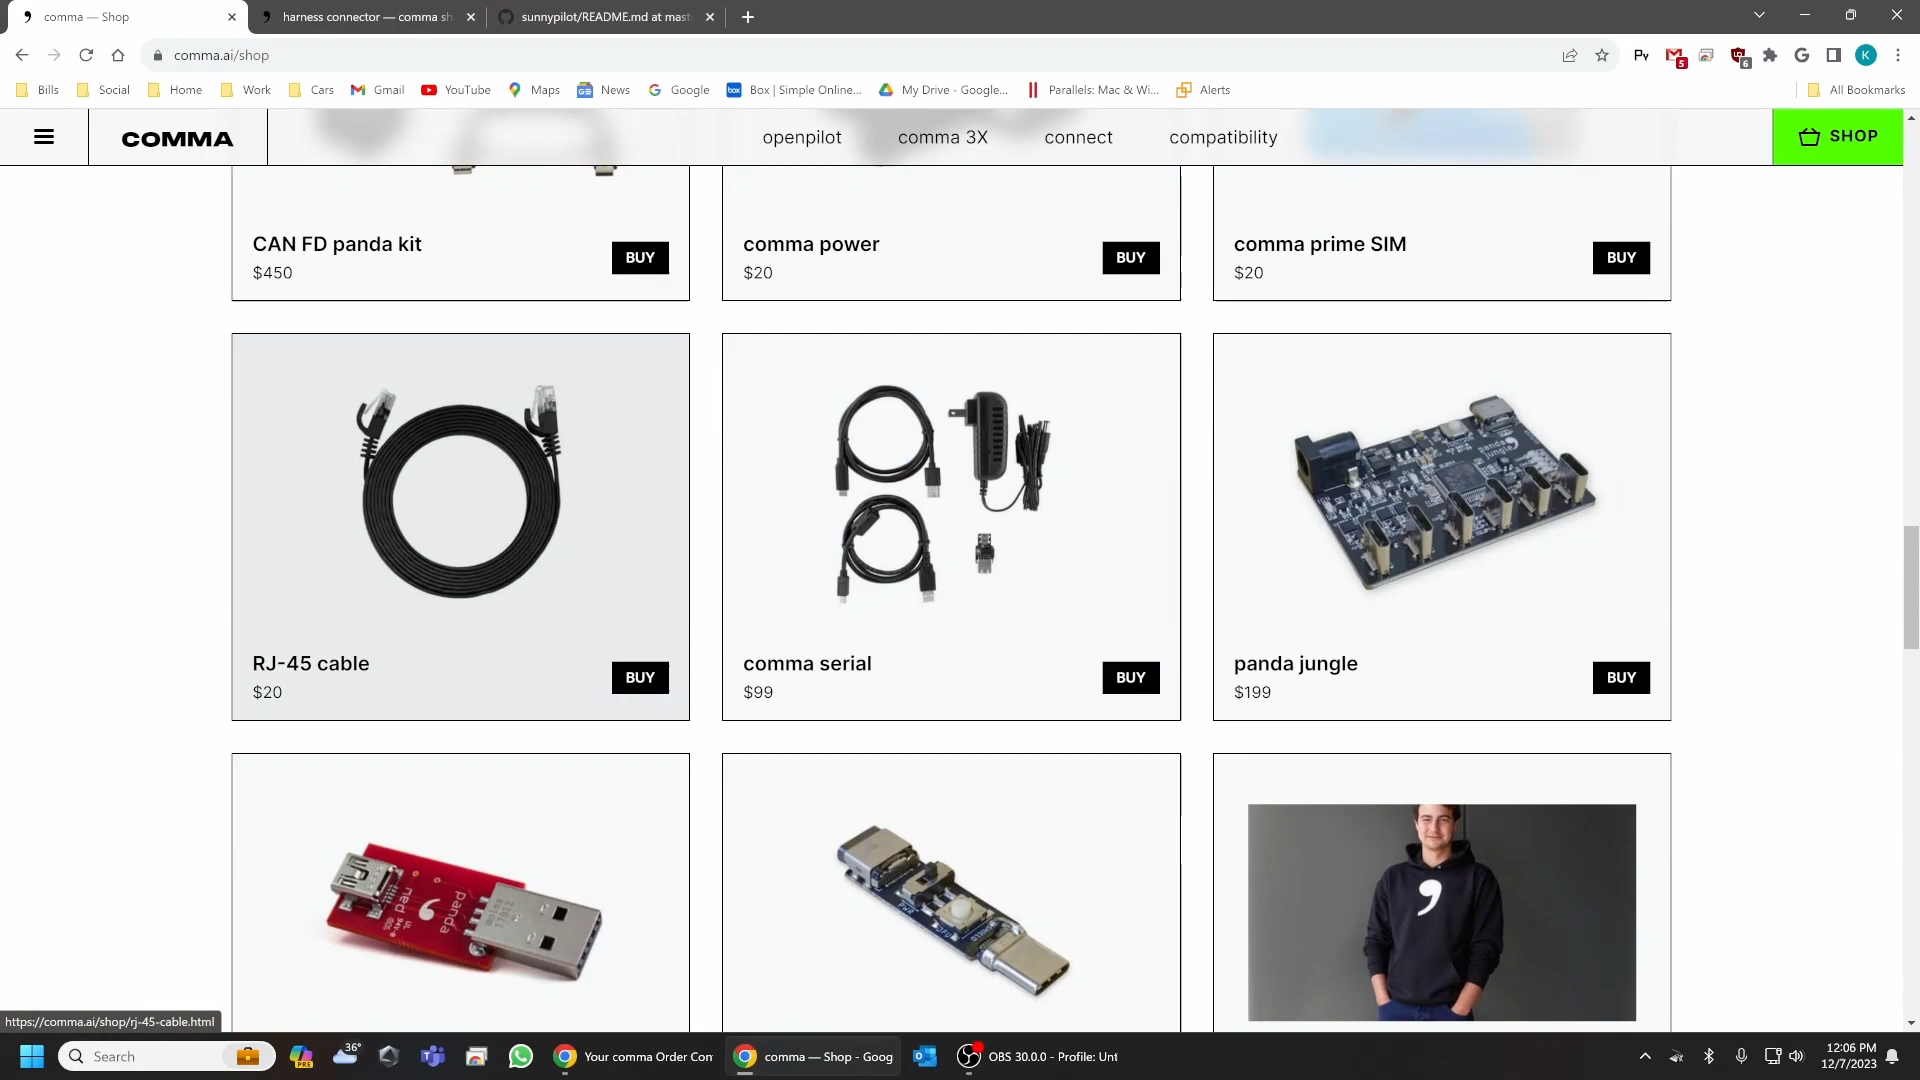 comma — Shop
harness connector — comma sh
sunnypilot/README.md at mast
comma.ai/shop
5
6
K
Bills
Social
Home
Work
Cars
Gmail
YouTube
Maps
News
Google
Box | Simple Online...
My Drive - Google...
Parallels: Mac & Wi...
Alerts
All Bookmarks
COMMA
openpilot
comma 3X
connect
compatibility
SHOP
CAN FD panda kit
$450
BUY
comma power
$20
BUY
comma prime SIM
$20
BUY
RJ-45 cable
$20
BUY
comma serial
$99
BUY
panda jungle
$199
BUY
panda
https://comma.ai/shop/rj-45-cable.html
Search
36°
Your comma Order Con
comma — Shop - Goog
OBS 30.0.0 - Profile: Unt
12:06 PM
12/7/2023